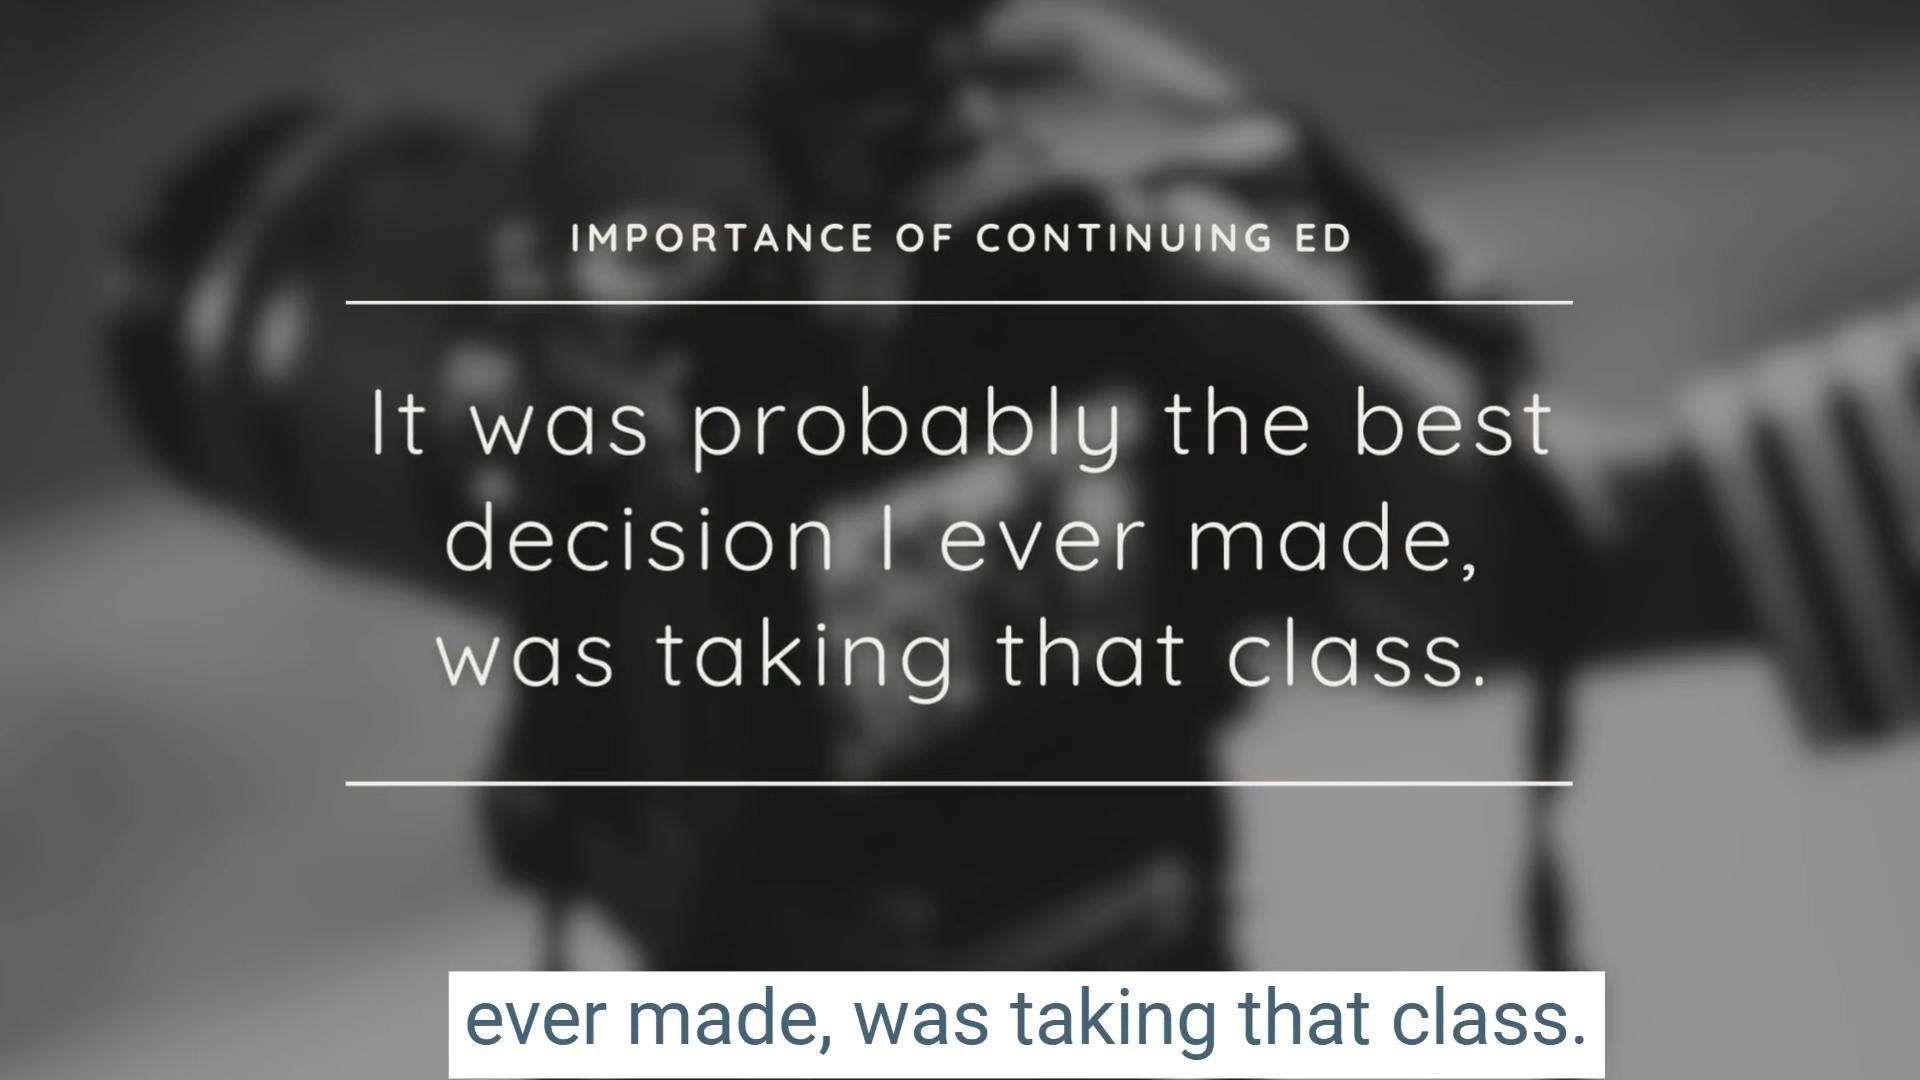 IMPORTANCE OF CONTINUING ED
It was probably the best
decision I ever made,
was taking that class.
ever made, was taking that class.